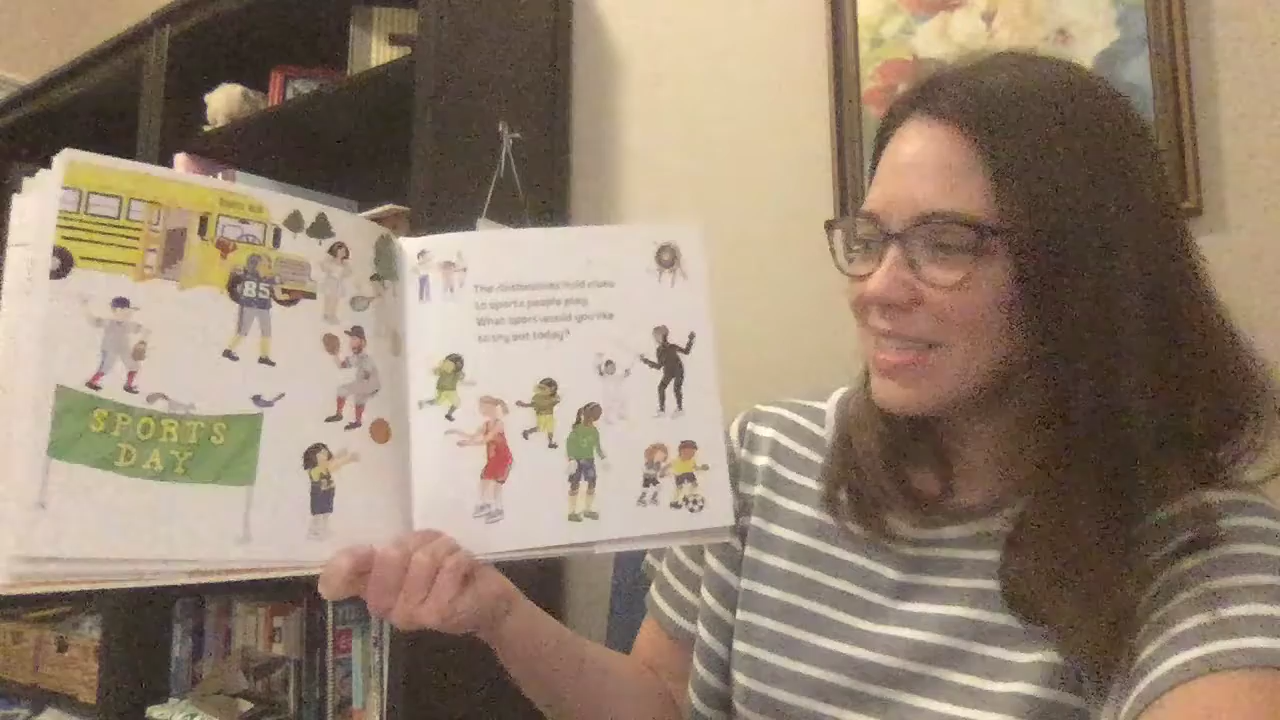 85
SPORTS
DAY
The clotheslines hold clues
to sports people play.
What sport would you like
to try out today?